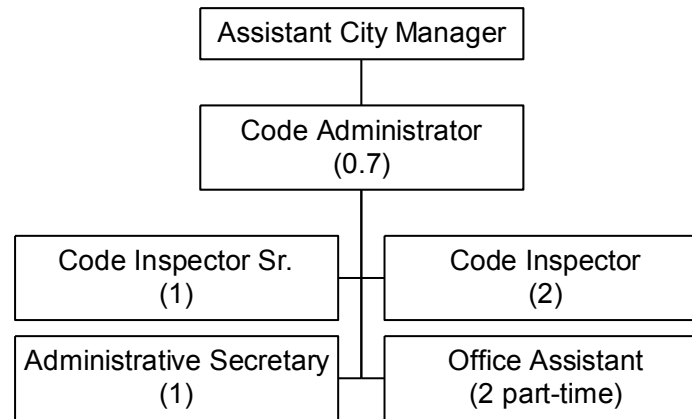 Assistant City Manager
Code Administrator
(0.7)
Code Inspector Sr.
(1)
Code Inspector
(2)
Administrative Secretary
(1)
Office Assistant
(2 part-time)